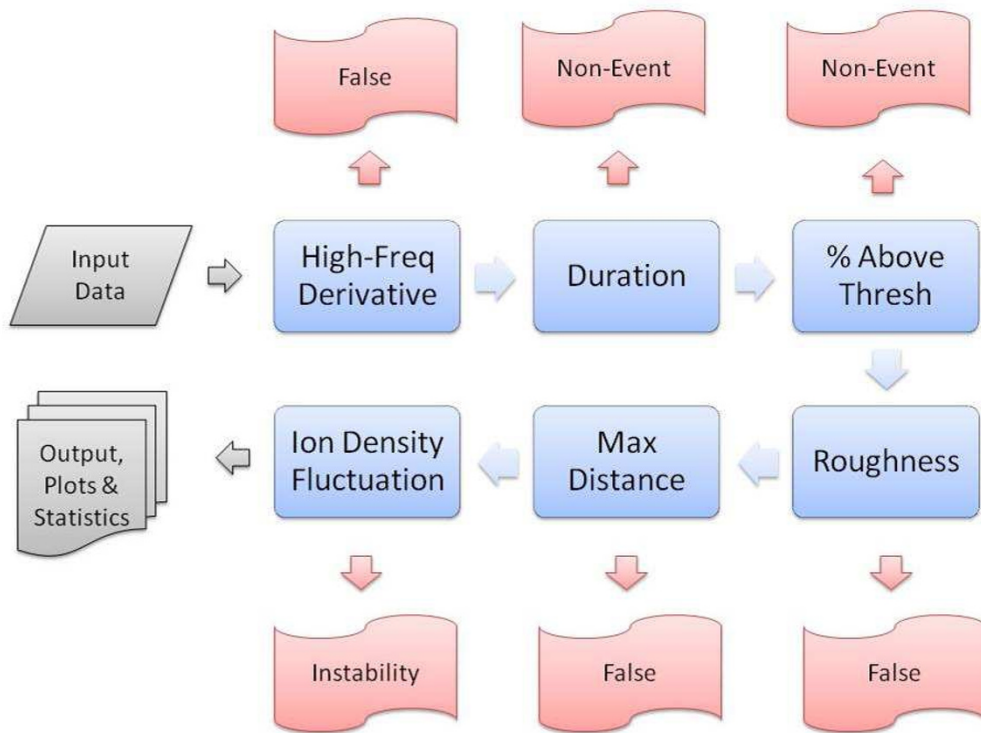 False
Non-Event
Non-Event
Input
Data
High-Freq
Derivative
Duration
% Above
Thresh
Output,
Plots &
Statistics
Ion Density
Fluctuation
Max
Distance
Roughness
Instability
False
False